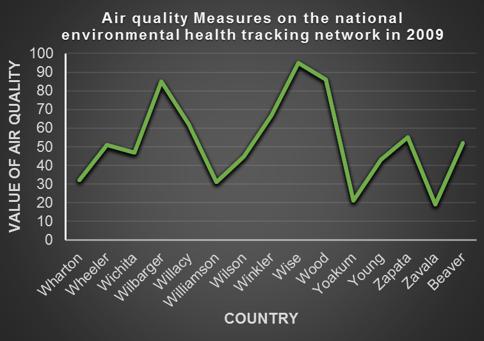 Air quality Measures on the national
environmental health tracking network in 2009
VALUE OF AIR QUALITY
100
90
80
70
60
50
40
30
20
10
0
Wharton
Wheeler
Wichita
Wilbarger
Willacy
Williamson
Wilson
Winkler
Wise
Wood
Yoakum
Young
Zapata
Zavala
Beaver
COUNTRY